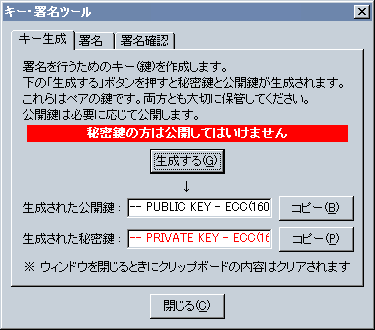 キー・署名ツール
キー生成 署名 署名確認
署名を行うためのキー(鍵)を作成します。
下の「生成する」ボタンを押すと秘密鍵と公開鍵が生成されます。
これらはペアの鍵です。両方とも大切に保管してください。
公開鍵は必要に応じて公開します。
秘密鍵の方は公開してはいけません
生成する(G)
↓
生成された公開鍵： -- PUBLIC KEY - ECC(160 コピー(B)
生成された秘密鍵： -- PRIVATE KEY - ECC(16 コピー(P)
※ ウィンドウを閉じるときにクリップボードの内容はクリアされます
閉じる(C)